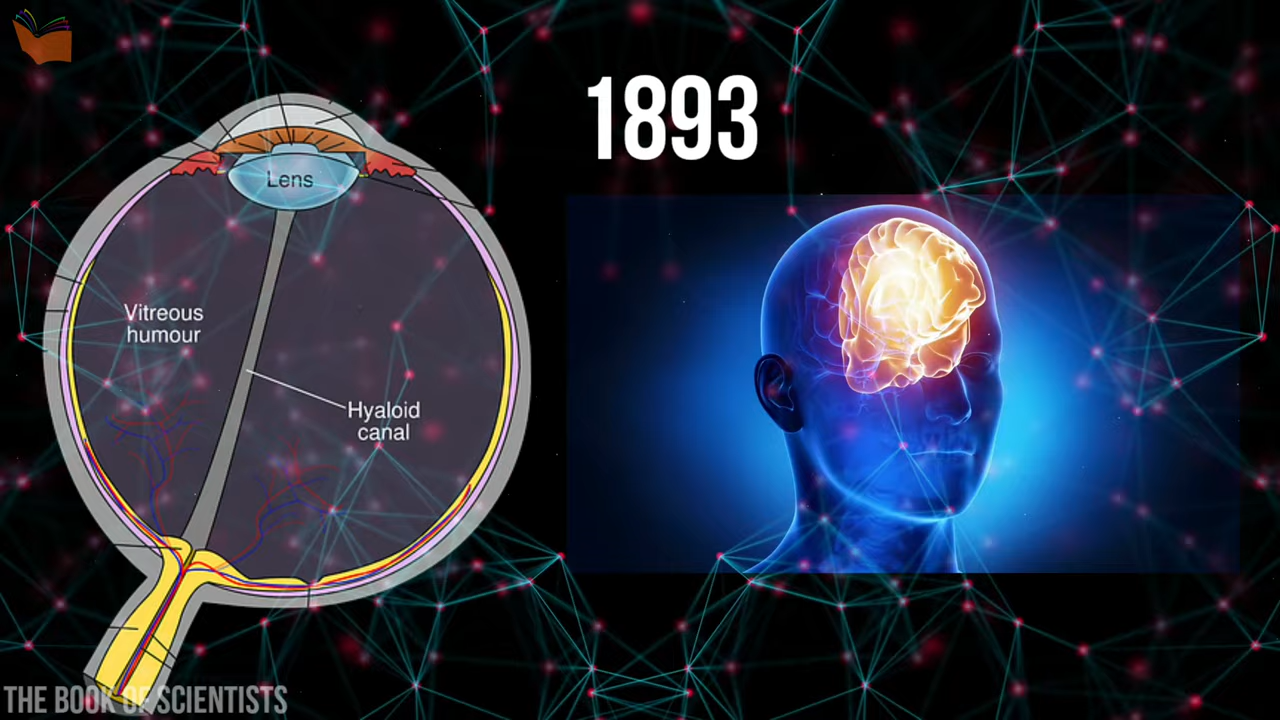 1893
Lens
Vitreous
humour
Hyaloid
canal
THE BOOK OF SCIENTISTS